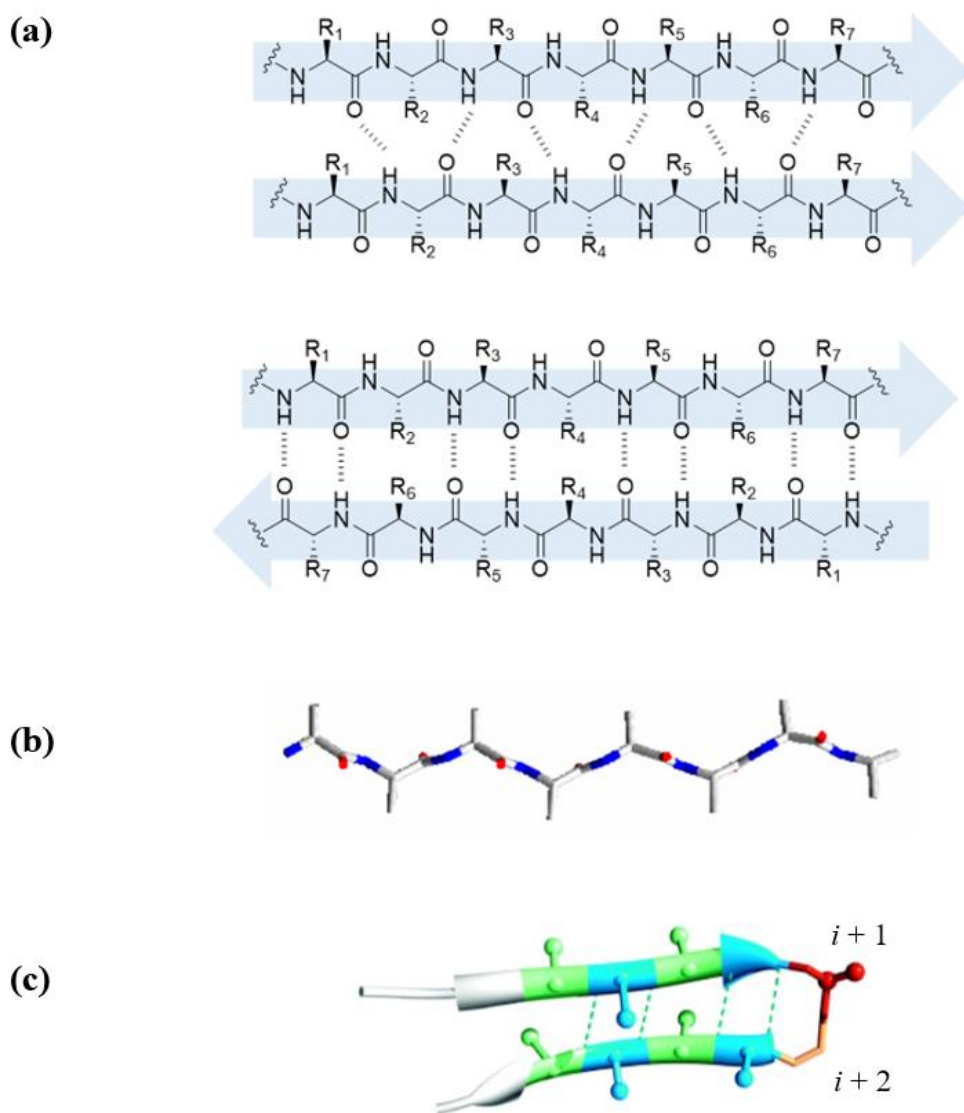 (a)
R₁ H O R₃ H O R₅ H O R₇
N N N
N N N N
H H H H
O R₂ O R₄ O R₆ O
R₁ H O R₃ H O R₅ H O R₇
N N N
N N N N
H H H H
O R₂ O R₄ O R₆ O
R₁ H O R₃ H O R₅ H O R₇
N N N
N N N N
H H H H
O R₂ O R₄ O R₆ O
O H R₆ O H R₄ O H R₂ O H
N N N N
N N N
H H H
R₇ O R₅ O R₃ O R₁
(b)
(c)
i + 1
i + 2